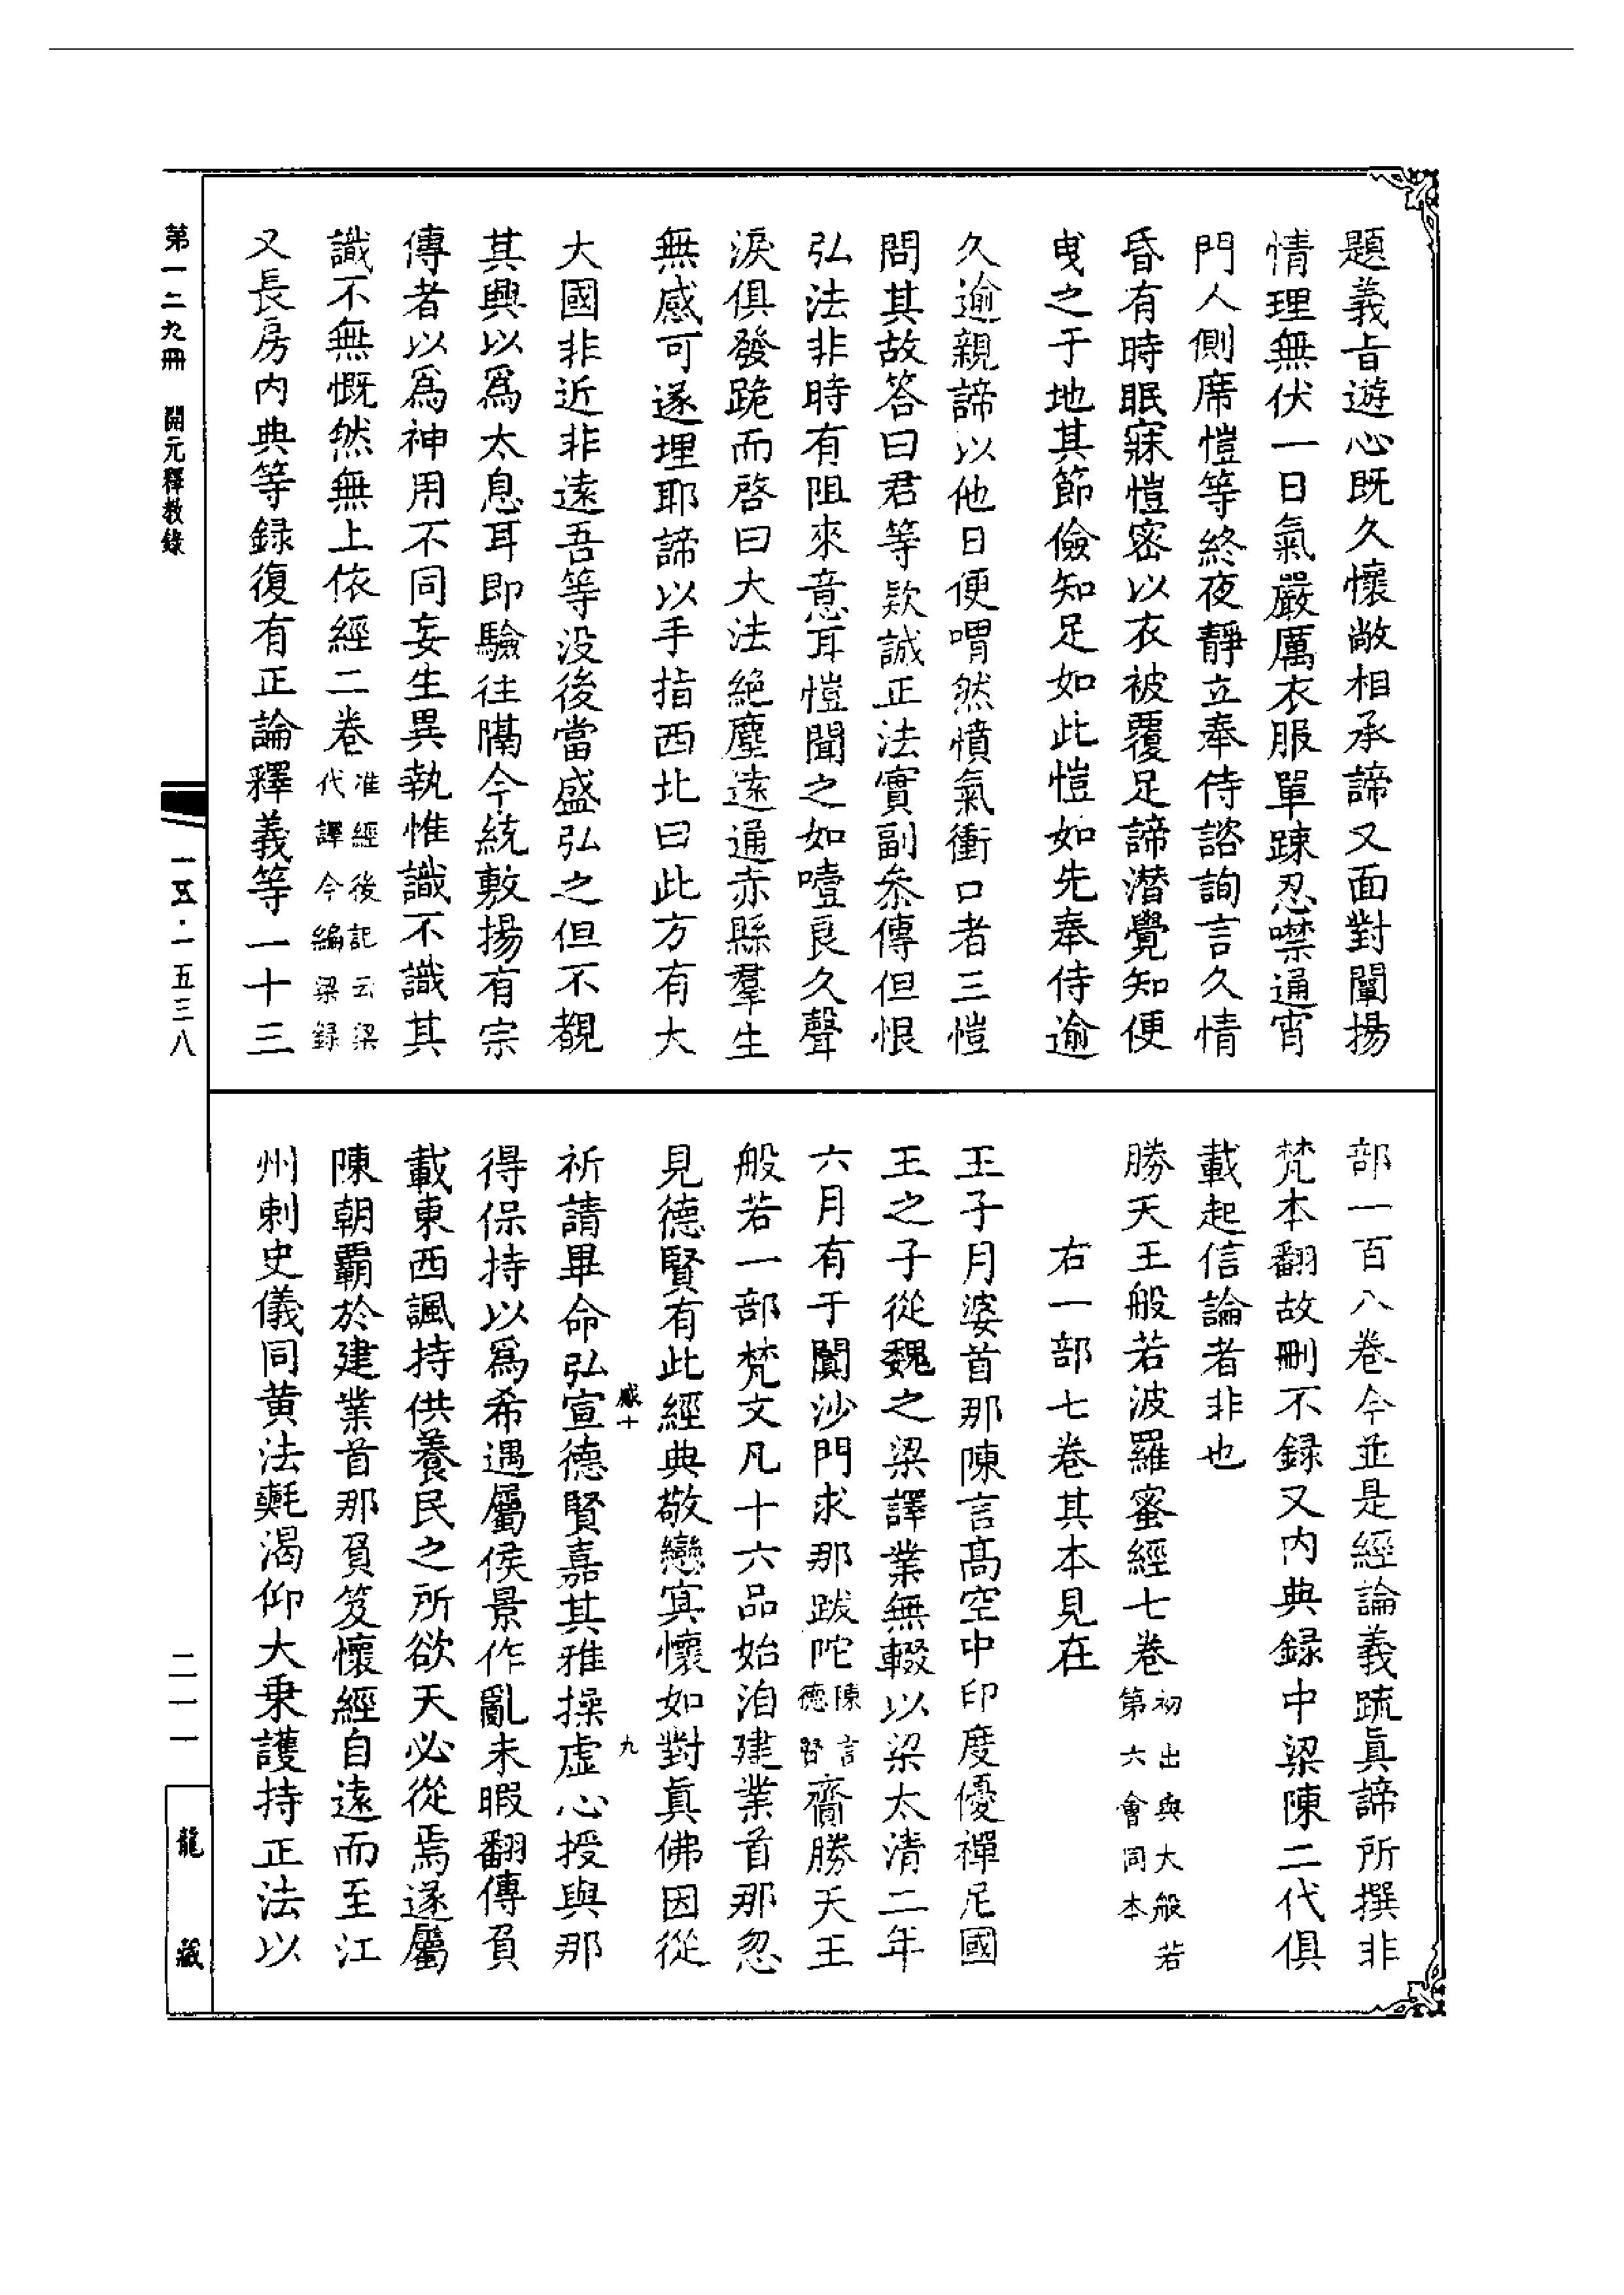 題義旨遊心既久懷敞相承諦又面對闡揚
情理無伏一日氣嚴厲衣服單踈忍噤通宵
門人側席愷等終夜靜立奉侍諮詢言久情
昏有時眠寐愷密以衣被覆足諦潛覺知便
曳之于地其節儉知足如此愷如先奉侍逾
久逾親諦以他日便喟然憤氣衝口者三愷
問其故答曰君等欵誠正法實副叅傳但恨
弘法非時有阻來意耳愷聞之如噎良久聲
淚俱發跪而啓曰大法絕塵遠通赤縣羣生
無感可遂埋耶諦以手指西北曰此方有大
大國非近非遠吾等没後當盛弘之但不覩
其興以爲太息耳即驗往隔今統敷揚有宗
傳者以爲神用不同妄生異執惟識不識其
識不無慨然無上依經二卷准經後記云梁
代譯今編梁録
又長房內典等録復有正論釋義等一十三
部一百八卷今並是經論義疏眞諦所撰非
梵本翻故刪不録又內典録中梁陳二代俱
載起信論者非也
勝天王般若波羅蜜經七卷初出與大般若
第六會同本
右一部七卷其本見在
王子月婆首那陳言高空中印度優禪尼國
王之子從魏之梁譯業無輟以梁太清二年
六月有于闐沙門求那跋陀陳言
德賢齎勝天王
般若一部梵文凡十六品始洎建業首那忽
見德賢有此經典敬戀寘懷如對眞佛因從
祈請畢命弘宣德賢嘉其雅操虛心授與那
得保持以爲希遇屬侯景作亂未暇翻傳負
載東西諷持供養民之所欲天必從焉遂屬
陳朝霸於建業首那負笈懷經自遠而至江
州刺史儀同黃法𣰋渴仰大乗護持正法以
九
第一二九冊 開元釋教錄
一五三八
二一一
龍藏